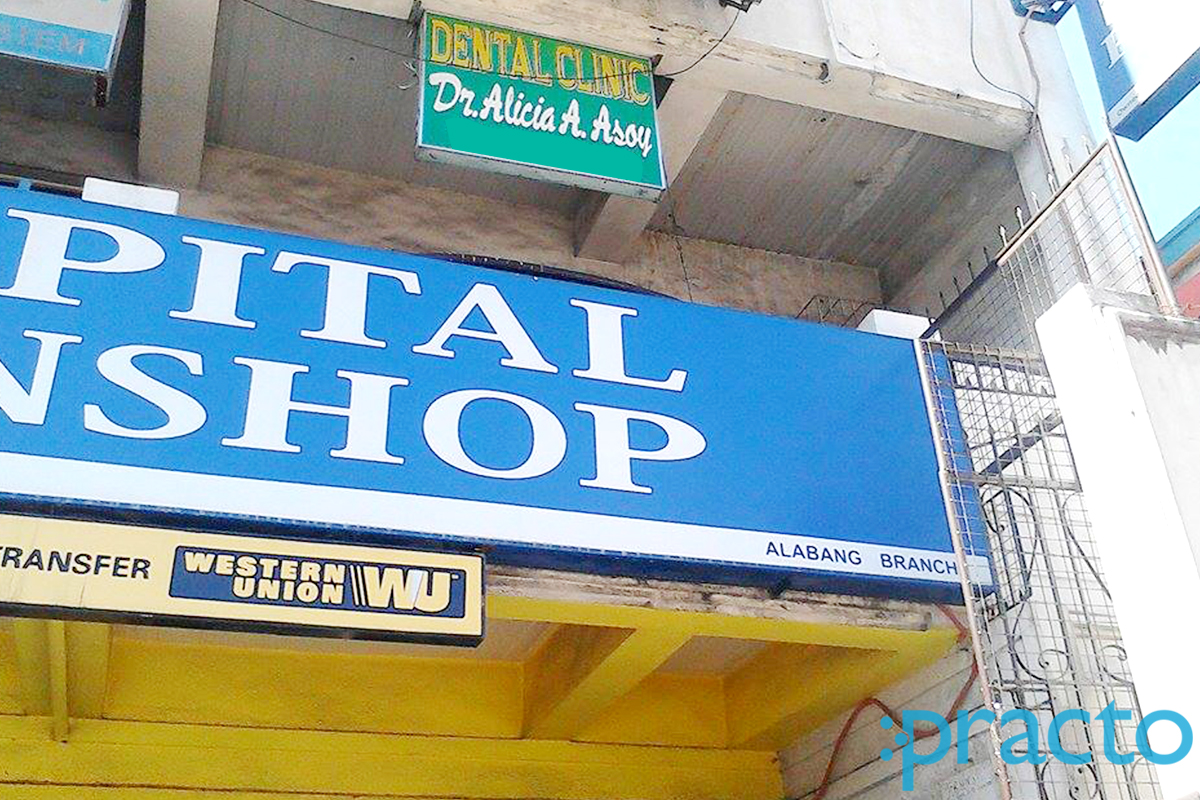 DENTAL CLINIC
Dr. Alicia A. Asoy
PITAL
NSHOP
ALABANG BRANCH
TRANSFER WESTERN UNION WU
:practo